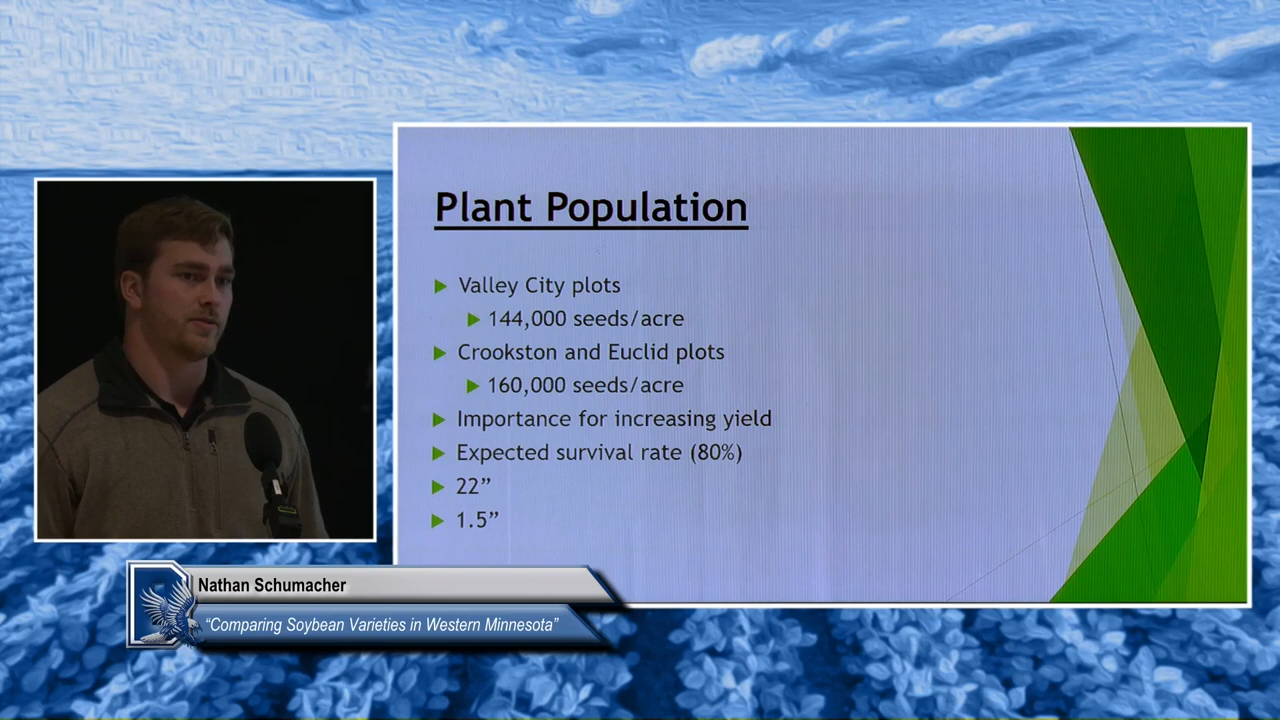 Plant Population
Valley City plots
144,000 seeds/acre
Crookston and Euclid plots
160,000 seeds/acre
Importance for increasing yield
Expected survival rate (80%)
22”
1.5”
Nathan Schumacher
“Comparing Soybean Varieties in Western Minnesota”